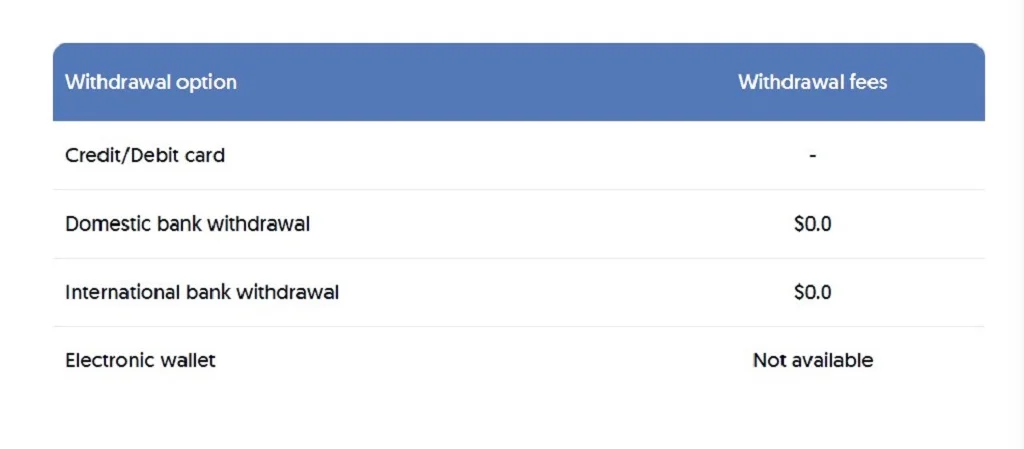 Withdrawal option Withdrawal fees
Credit/Debit card -
Domestic bank withdrawal $0.0
International bank withdrawal $0.0
Electronic wallet Not available